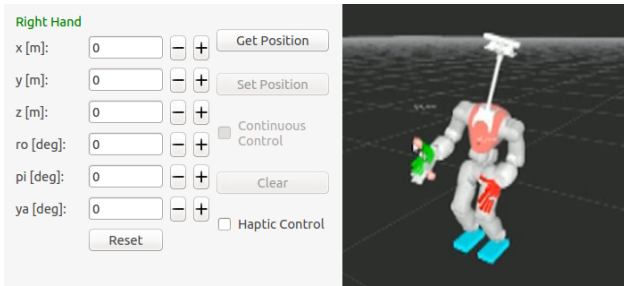 Right Hand
x [m]: 0 − + Get Position
y [m]: 0 − + Set Position
z [m]: 0 − +
Continuous
Control
ro [deg]: 0 − +
pi [deg]: 0 − + Clear
ya [deg]: 0 − + Haptic Control
Reset